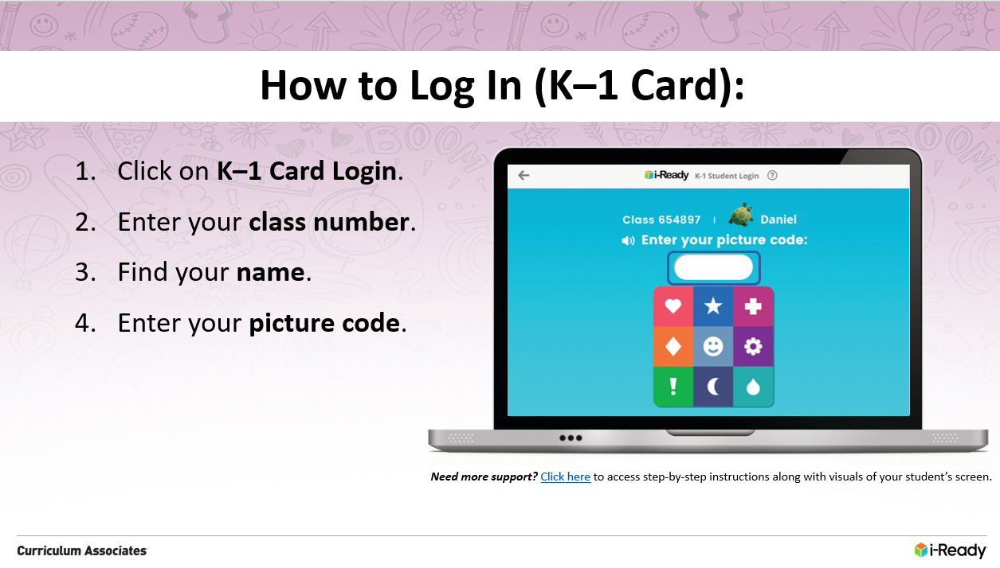 How to Log In (K–1 Card):
1. Click on K–1 Card Login.
2. Enter your class number.
3. Find your name.
4. Enter your picture code.
i-Ready K-1 Student Login ?
Class 654897 | Daniel
Enter your picture code:
!
Need more support? Click here to access step-by-step instructions along with visuals of your student’s screen.
BOOM
BOOM
Curriculum Associates
i-Ready